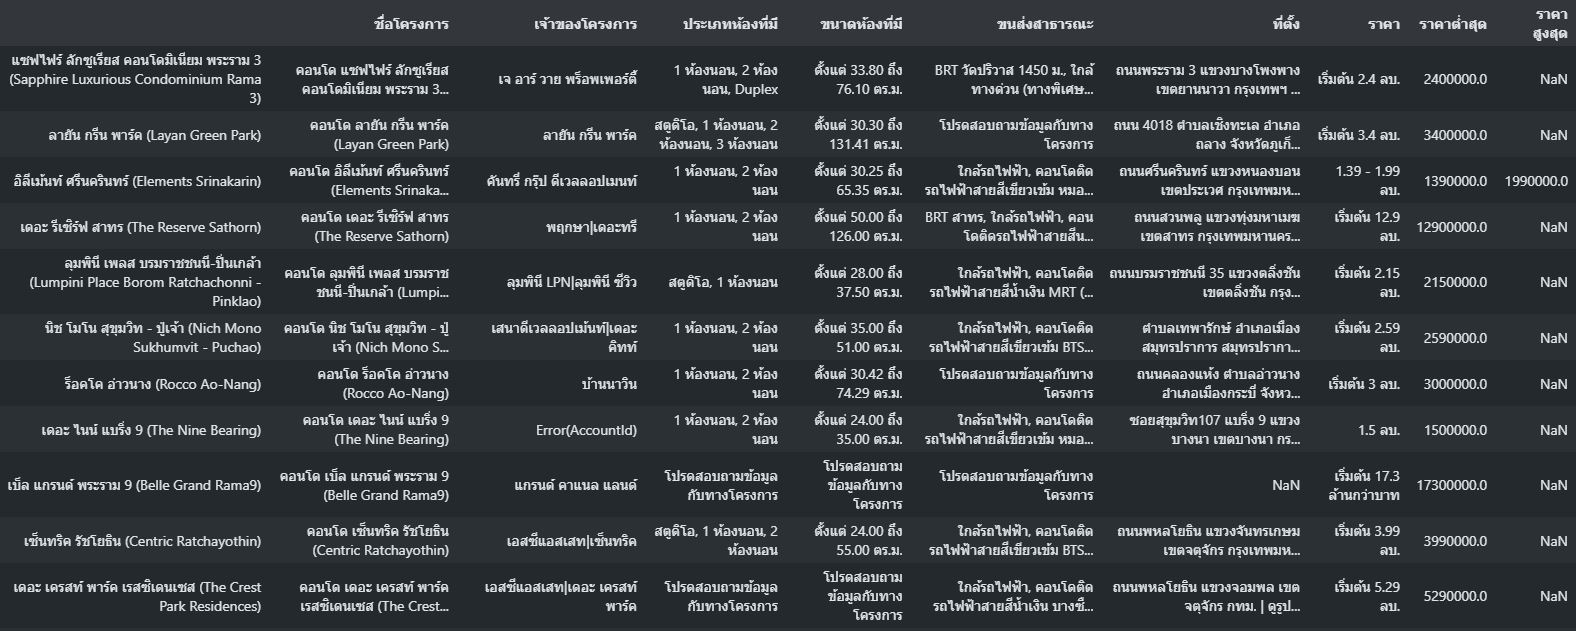 ชื่อโครงการ เจ้าของโครงการ ประเภทห้องที่มี ขนาดห้องที่มี ขนส่งสาธารณะ ที่ตั้ง ราคา ราคาต่ำสุด ราคา
สูงสุด
แซฟไฟร์ ลักซูเรียส คอนโดมิเนียม พระราม 3
(Sapphire Luxurious Condominium Rama
3)
คอนโด แซฟไฟร์ ลักซูเรียส
คอนโดมิเนียม พระราม 3...
เจ อาร์ วาย พร็อพเพอร์ตี้
1 ห้องนอน, 2 ห้อง
นอน, Duplex
ตั้งแต่ 33.80 ถึง
76.10 ตร.ม.
BRT วัดปริวาส 1450 ม., ใกล้
ทางด่วน (ทางพิเศษ...
ถนนพระราม 3 แขวงบางโพงพาง
เขตยานนาวา กรุงเทพฯ ...
เริ่มต้น 2.4 ลบ.
2400000.0
NaN
ลายัน กรีน พาร์ค (Layan Green Park)
คอนโด ลายัน กรีน พาร์ค
(Layan Green Park)
ลายัน กรีน พาร์ค
สตูดิโอ, 1 ห้องนอน, 2
ห้องนอน, 3 ห้องนอน
ตั้งแต่ 30.30 ถึง
131.41 ตร.ม.
โปรดสอบถามข้อมูลกับทาง
โครงการ
ถนน 4018 ตำบลเชิงทะเล อำเภอ
ถลาง จังหวัดภูเก็...
เริ่มต้น 3.4 ลบ.
3400000.0
NaN
อิลีเม้นท์ ศรีนครินทร์ (Elements Srinakarin)
คอนโด อิลีเม้นท์ ศรีนครินทร์
(Elements Srinaka...
คันทรี่ กรุ๊ป ดีเวลลอปเมนท์
1 ห้องนอน, 2 ห้อง
นอน
ตั้งแต่ 30.25 ถึง
65.35 ตร.ม.
ใกล้รถไฟฟ้า, คอนโดติด
รถไฟฟ้าสายสีเขียวเข้ม หมอ...
ถนนศรีนครินทร์ แขวงหนองบอน
เขตประเวศ กรุงเทพมห...
1.39 - 1.99
ลบ.
1390000.0
1990000.0
เดอะ รีเซิร์ฟ สาทร (The Reserve Sathorn)
คอนโด เดอะ รีเซิร์ฟ สาทร
(The Reserve Sathorn)
พฤกษา|เดอะทรี
1 ห้องนอน, 2 ห้อง
นอน
ตั้งแต่ 50.00 ถึง
126.00 ตร.ม.
BRT สาทร, ใกล้รถไฟฟ้า, คอน
โดติดรถไฟฟ้าสายสีน...
ถนนสวนพลู แขวงทุ่งมหาเมฆ
เขตสาทร กรุงเทพมหานคร...
เริ่มต้น 12.9
ลบ.
12900000.0
NaN
ลุมพินี เพลส บรมราชชนนี-ปิ่นเกล้า
(Lumpini Place Borom Ratchachonni -
Pinklao)
คอนโด ลุมพินี เพลส บรมราช
ชนนี-ปิ่นเกล้า (Lumpi...
ลุมพินี LPN|ลุมพินี ซีวิว
สตูดิโอ, 1 ห้องนอน
ตั้งแต่ 28.00 ถึง
37.50 ตร.ม.
ใกล้รถไฟฟ้า, คอนโดติด
รถไฟฟ้าสายสีน้ำเงิน MRT (...
ถนนบรมราชชนนี 35 แขวงตลิ่งชัน
เขตตลิ่งชัน กรุง...
เริ่มต้น 2.15
ลบ.
2150000.0
NaN
นิช โมโน สุขุมวิท - ปู่เจ้า (Nich Mono
Sukhumvit - Puchao)
คอนโด นิช โมโน สุขุมวิท - ปู่
เจ้า (Nich Mono S...
เสนาดีเวลลอปเม้นท์|เดอะ
คิทท์
1 ห้องนอน, 2 ห้อง
นอน
ตั้งแต่ 35.00 ถึง
51.00 ตร.ม.
ใกล้รถไฟฟ้า, คอนโดติด
รถไฟฟ้าสายสีเขียวเข้ม BTS...
ตำบลเทพารักษ์ อำเภอเมือง
สมุทรปราการ สมุทรปรากา...
เริ่มต้น 2.59
ลบ.
2590000.0
NaN
ร็อคโค อ่าวนาง (Rocco Ao-Nang)
คอนโด ร็อคโค อ่าวนาง
(Rocco Ao-Nang)
บ้านนาวิน
1 ห้องนอน, 2 ห้อง
นอน
ตั้งแต่ 30.42 ถึง
74.29 ตร.ม.
โปรดสอบถามข้อมูลกับทาง
โครงการ
ถนนคลองแห้ง ตำบลอ่าวนาง
อำเภอเมืองกระบี่ จังหว...
เริ่มต้น 3 ลบ.
3000000.0
NaN
เดอะ ไนน์ แบริ่ง 9 (The Nine Bearing)
คอนโด เดอะ ไนน์ แบริ่ง 9
(The Nine Bearing)
Error(AccountId)
1 ห้องนอน, 2 ห้อง
นอน
ตั้งแต่ 24.00 ถึง
35.00 ตร.ม.
ใกล้รถไฟฟ้า, คอนโดติด
รถไฟฟ้าสายสีเขียวเข้ม หมอ...
ซอยสุขุมวิท107 แบริ่ง 9 แขวง
บางนา เขตบางนา กร...
1.5 ลบ.
1500000.0
NaN
เบ็ล แกรนด์ พระราม 9 (Belle Grand Rama9)
คอนโด เบ็ล แกรนด์ พระราม 9
(Belle Grand Rama9)
แกรนด์ คาแนล แลนด์
โปรดสอบถามข้อมูล
กับทางโครงการ
โปรดสอบถาม
ข้อมูลกับทาง
โครงการ
โปรดสอบถามข้อมูลกับทาง
โครงการ
NaN
เริ่มต้น 17.3
ล้านกว่าบาท
17300000.0
NaN
เซ็นทริค รัชโยธิน (Centric Ratchayothin)
คอนโด เซ็นทริค รัชโยธิน
(Centric Ratchayothin)
เอสซีแอสเสท|เซ็นทริค
สตูดิโอ, 1 ห้องนอน, 2
ห้องนอน
ตั้งแต่ 24.00 ถึง
55.00 ตร.ม.
ใกล้รถไฟฟ้า, คอนโดติด
รถไฟฟ้าสายสีเขียวเข้ม BTS...
ถนนพหลโยธิน แขวงจันทรเกษม
เขตจตุจักร กรุงเทพมห...
เริ่มต้น 3.99
ลบ.
3990000.0
NaN
เดอะ เครสท์ พาร์ค เรสซิเดนเซส (The Crest
Park Residences)
คอนโด เดอะ เครสท์ พาร์ค
เรสซิเดนเซส (The Crest...
เอสซีแอสเสท|เดอะ เครสท์
พาร์ค
โปรดสอบถามข้อมูล
กับทางโครงการ
โปรดสอบถาม
ข้อมูลกับทาง
โครงการ
ใกล้รถไฟฟ้า, คอนโดติด
รถไฟฟ้าสายสีน้ำเงิน บางซื่...
ถนนพหลโยธิน แขวงจอมพล เขต
จตุจักร กทม. | ดูรูป...
เริ่มต้น 5.29
ลบ.
5290000.0
NaN